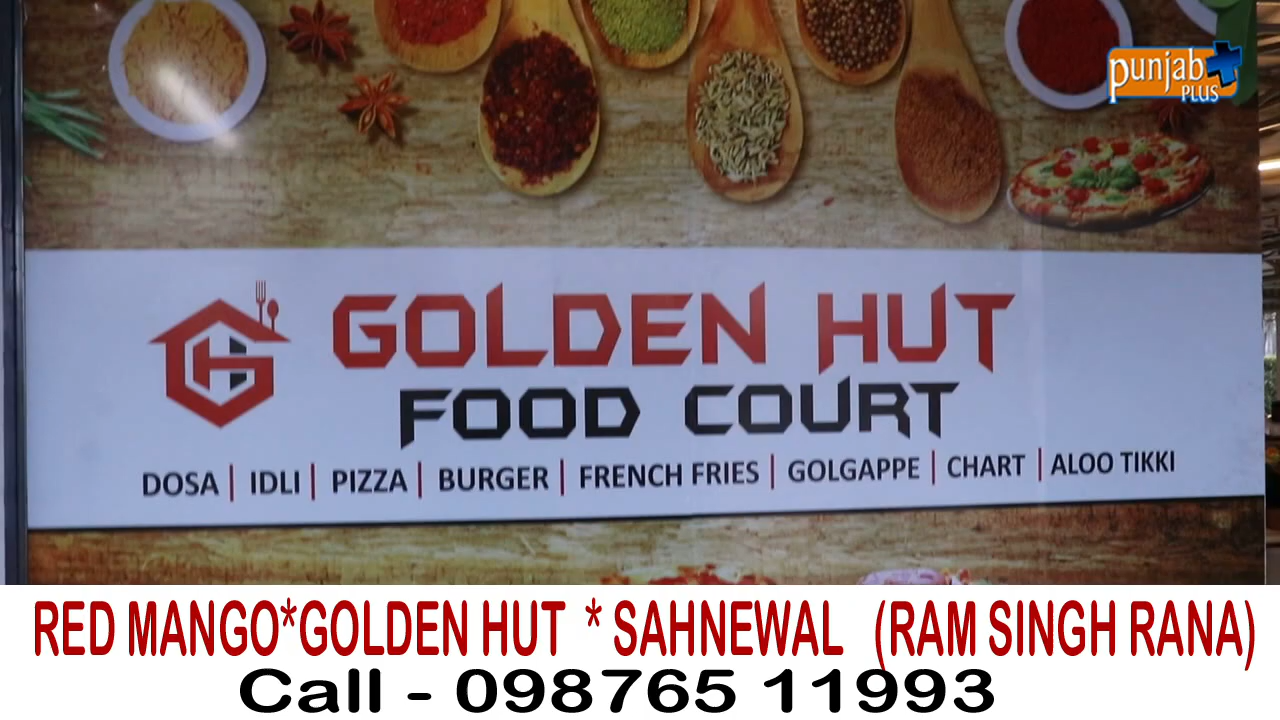 punjab
PLUS
GOLDEN HUT
FOOD COURT
DOSA | IDLI | PIZZA | BURGER | FRENCH FRIES | GOLGAPPE | CHART | ALOO TIKKI
RED MANGO*GOLDEN HUT * SAHNEWAL (RAM SINGH RANA)
Call - 098765 11993